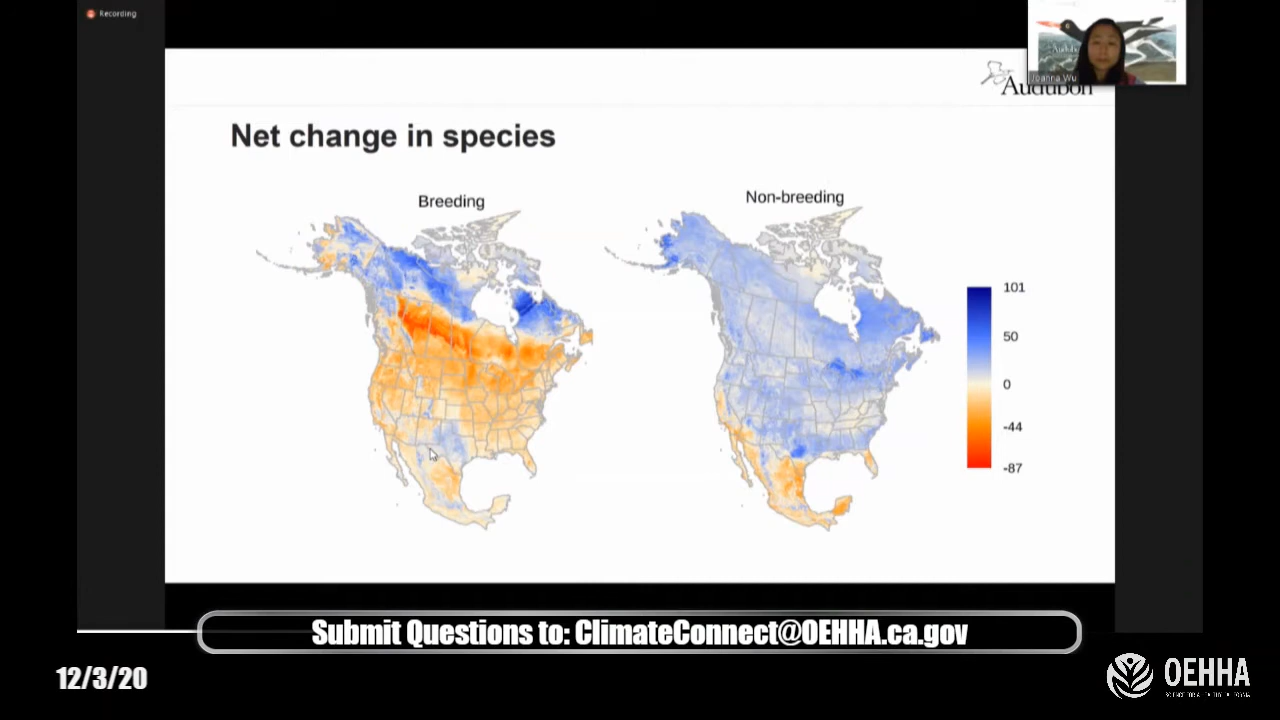 Recording
Joanna Wu
Audubon
Net change in species
Breeding
Non-breeding
101
50
0
-44
-87
Submit Questions to: ClimateConnect@OEHHA.ca.gov
12/3/20
OEHHA